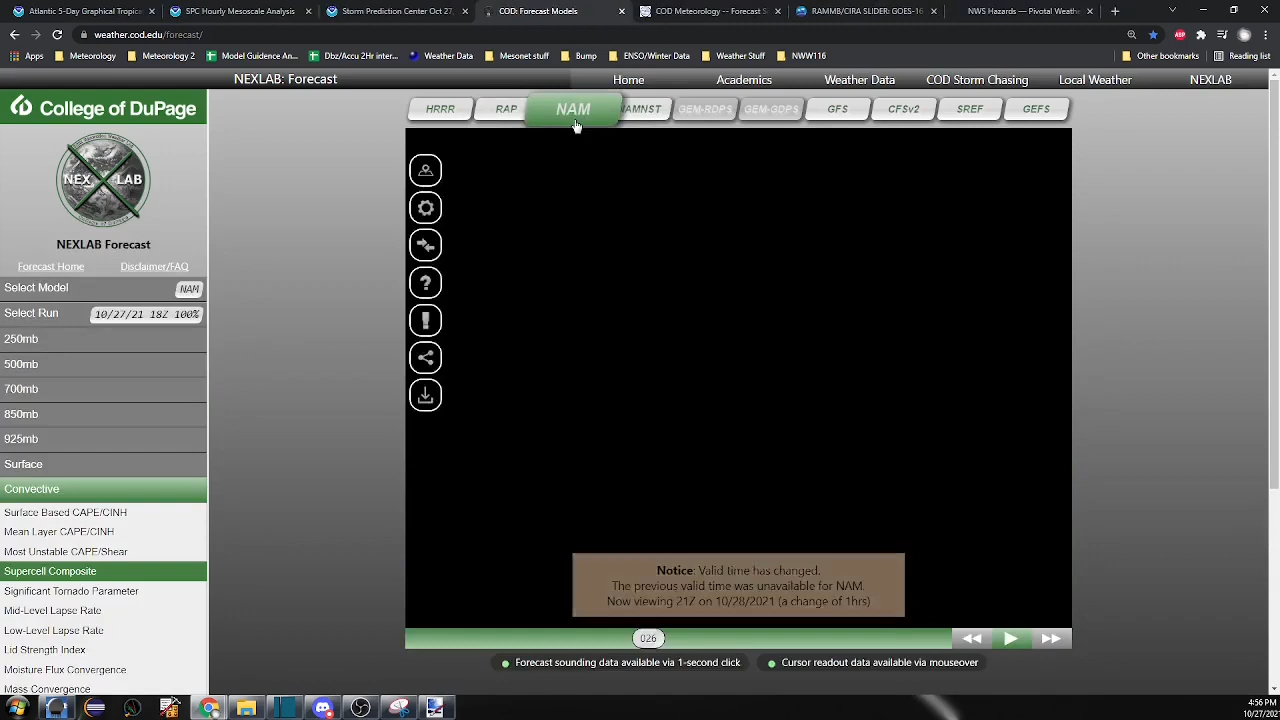 Atlantic 5-Day Graphical Tropic
SPC Hourly Mesoscale Analysis
Storm Prediction Center Oct 27,
COD: Forecast Models
COD Meteorology -- Forecast S
RAMMB/CIRA SLIDER: GOES-16
NWS Hazards — Pivotal Weath
weather.cod.edu/forecast/
ABP
Apps
Meteorology
Meteorology 2
Model Guidance An...
Dbz/Accu 2Hr inter...
Weather Data
Mesonet stuff
Bump
ENSO/Winter Data
Weather Stuff
NWW116
Other bookmarks
Reading list
NEXLAB: Forecast
Home
Academics
Weather Data
COD Storm Chasing
Local Weather
NEXLAB
College of DuPage
HRRR
RAP
NAM
NAMNST
GEM-RDPS
GEM-GDPS
GFS
CFSv2
SREF
GEFS
NEX LAB
NEXLAB Forecast
Forecast Home
Disclaimer/FAQ
Select Model
NAM
Select Run
10/27/21 18Z 100%
250mb
500mb
700mb
850mb
925mb
Surface
Convective
Surface Based CAPE/CINH
Mean Layer CAPE/CINH
Most Unstable CAPE/Shear
Supercell Composite
Significant Tornado Parameter
Mid-Level Lapse Rate
Low-Level Lapse Rate
Lid Strength Index
Moisture Flux Convergence
Mass Convergence
Notice: Valid time has changed.
The previous valid time was unavailable for NAM.
Now viewing 21Z on 10/28/2021 (a change of 1hrs)
026
Forecast sounding data available via 1-second click
Cursor readout data available via mouseover
4:56 PM
10/27/202